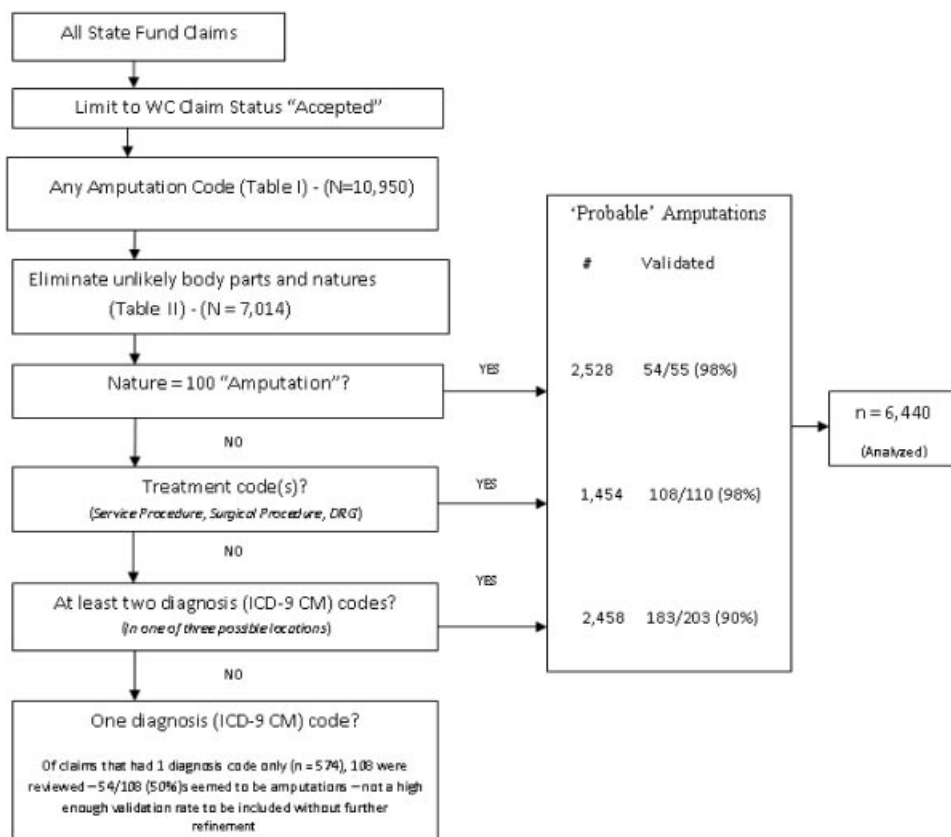 All State Fund Claims
Limit to WC Claim Status “Accepted”
Any Amputation Code (Table I) - (N=10,950)
Eliminate unlikely body parts and natures
(Table II) - (N = 7,014)
Nature = 100 “Amputation”?
YES
NO
Treatment code(s)?
(Service Procedure, Surgical Procedure, DRG)
YES
NO
At least two diagnosis (ICD-9 CM) codes?
(In one of three possible locations)
YES
NO
One diagnosis (ICD-9 CM) code?
Of claims that had 1 diagnosis code only (n = 574), 108 were
reviewed – 54/108 (50%)seemed to be amputations – not a high
enough validation rate to be included without further
refinement
‘Probable’ Amputations
# Validated
2,528 54/55 (98%)
1,454 108/110 (98%)
2,458 183/203 (90%)
n = 6,440
(Analyzed)